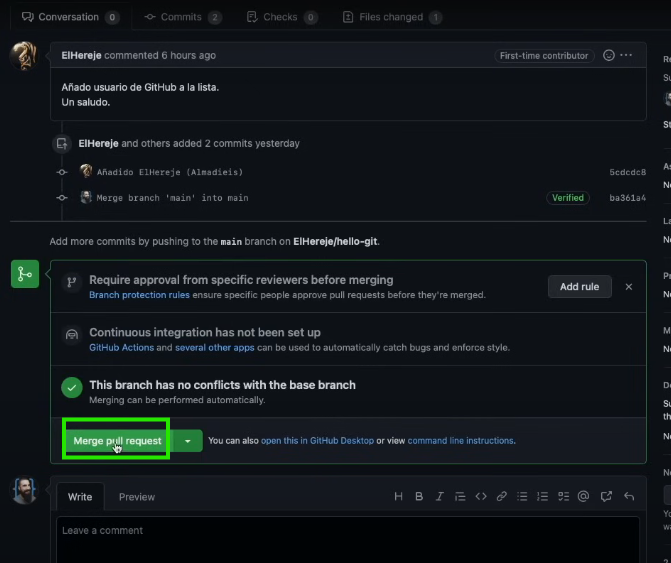 Conversation 0
Commits 2
Checks 0
Files changed 1
ElHereje commented 6 hours ago
First-time contributor
Añado usuario de GitHub a la lista.
Un saludo.
ElHereje and others added 2 commits yesterday
Añadido ElHereje (Almadieis)
5cdcdc8
Merge branch 'main' into main
Verified
ba361a4
Add more commits by pushing to the main branch on ElHereje/hello-git.
Require approval from specific reviewers before merging
Branch protection rules ensure specific people approve pull requests before they're merged.
Add rule
Continuous integration has not been set up
GitHub Actions and several other apps can be used to automatically catch bugs and enforce style.
This branch has no conflicts with the base branch
Merging can be performed automatically.
Merge pull request
You can also open this in GitHub Desktop or view command line instructions.
Write
Preview
H B I
Leave a comment